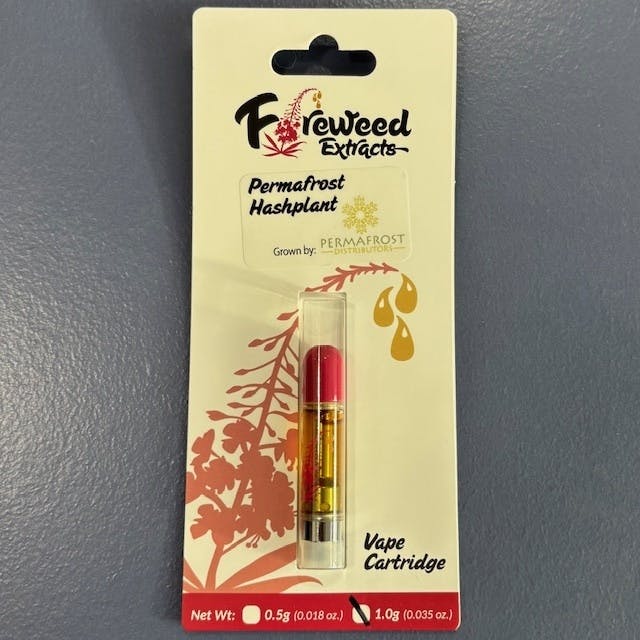 Fireweed
Extracts
Permafrost
Hashplant
Grown by: PERMAFROST
DISTRIBUTORS
Vape
Cartridge
Net Wt: 0.5g (0.018 oz.) 1.0g (0.035 oz.)